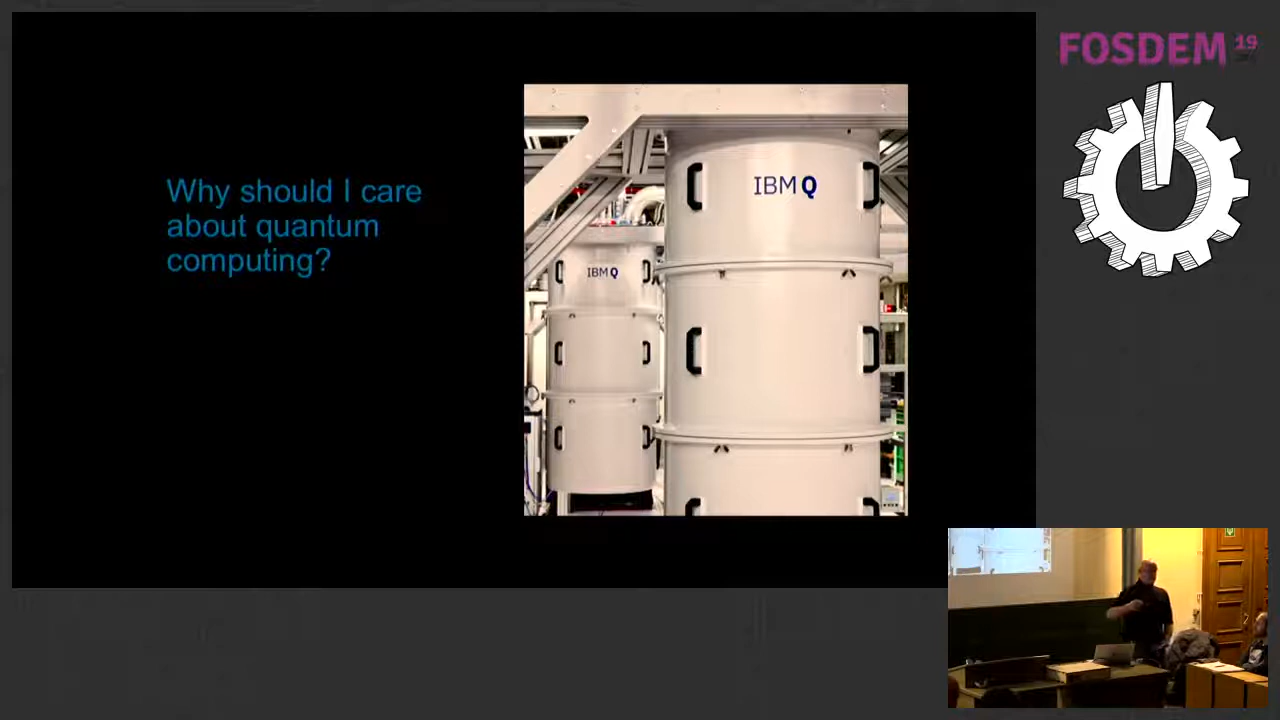 FOSDEM 19
Why should I care
about quantum
computing?
IBM Q
IBM Q